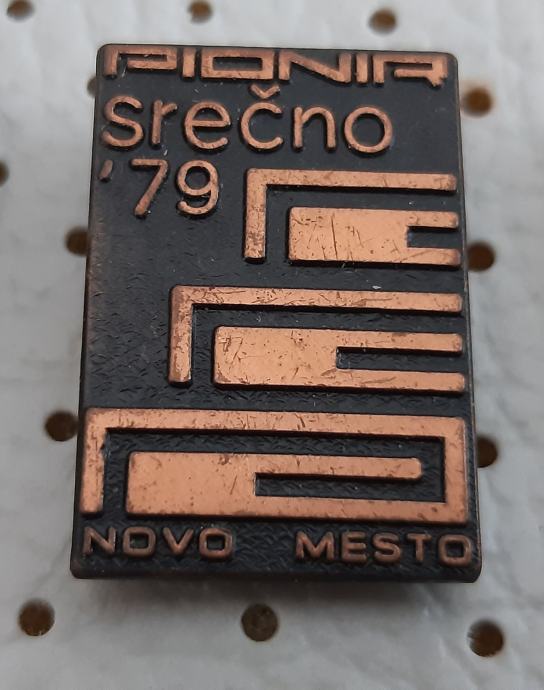 PIONIR
srečno
'79
NOVO MESTO